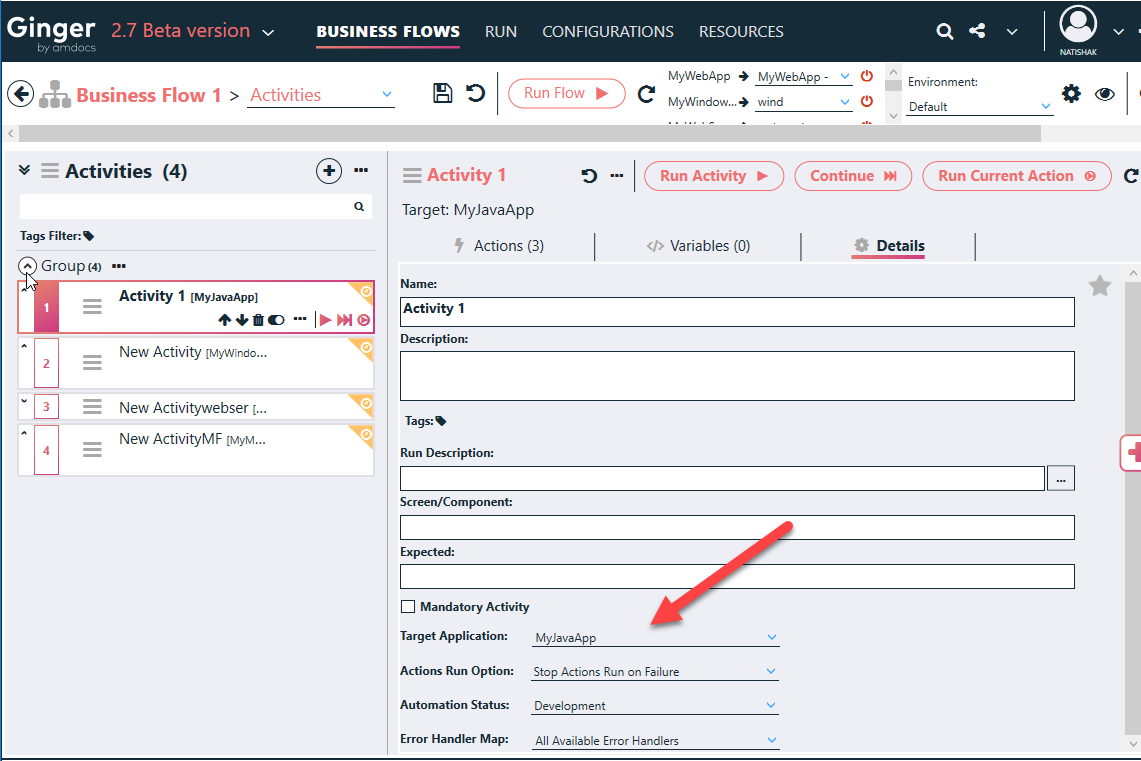 Ginger
by amdocs
2.7 Beta version
BUSINESS FLOWS
RUN
CONFIGURATIONS
RESOURCES
NATISHAK
Business Flow 1 > Activities
Run Flow
MyWebApp
MyWebApp -
MyWindow...
wind
Environment:
Default
Activities (4)
Tags Filter:
Group (4)
1
Activity 1 [MyJavaApp]
2
New Activity [MyWindo...
3
New Activitywebser [...
4
New ActivityMF [MyM...
Activity 1
Run Activity
Continue
Run Current Action
Target: MyJavaApp
Actions (3)
Variables (0)
Details
Name:
Activity 1
Description:
Tags:
Run Description:
...
Screen/Component:
Expected:
Mandatory Activity
Target Application: MyJavaApp
Actions Run Option: Stop Actions Run on Failure
Automation Status: Development
Error Handler Map: All Available Error Handlers